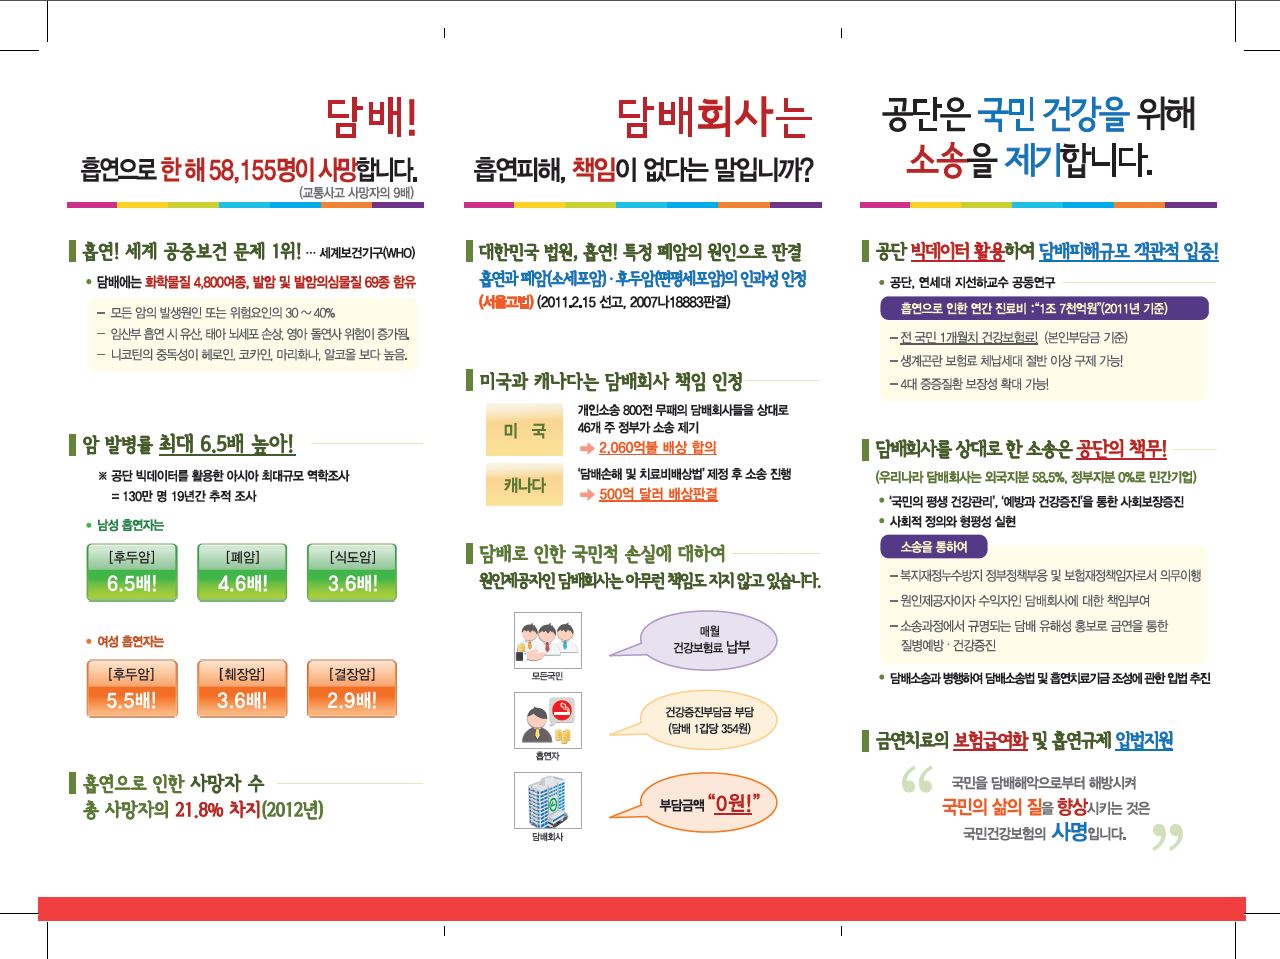 담배!
흡연으로 한 해 58,155명이 사망합니다.
(교통사고 사망자의 9배)
흡연! 세계 공중보건 문제 1위! … 세계보건기구(WHO)
• 담배에는 화학물질 4,800여종, 발암 및 발암의심물질 69종 함유
– 모든 암의 발생원인 또는 위험요인의 30～40%
– 임산부 흡연 시 유산, 태아 뇌세포 손상, 영아 돌연사 위험이 증가됨.
– 니코틴의 중독성이 헤로인, 코카인, 마리화나, 알코올 보다 높음.
암 발병률 최대 6.5배 높아!
※ 공단 빅데이터를 활용한 아시아 최대규모 역학조사
= 130만 명 19년간 추적 조사
• 남성 흡연자는
[후두암] [폐암] [식도암]
6.5배! 4.6배! 3.6배!
• 여성 흡연자는
[후두암] [췌장암] [결장암]
5.5배! 3.6배! 2.9배!
흡연으로 인한 사망자 수
총 사망자의 21.8% 차지(2012년)
담배회사는
흡연피해, 책임이 없다는 말입니까?
대한민국 법원, 흡연! 특정 폐암의 원인으로 판결
흡연과 폐암(소세포암) · 후두암(편평세포암)의 인과성 인정
(서울고법) (2011.2.15 선고, 2007나18883판결)
미국과 캐나다는 담배회사 책임 인정
미 국
개인소송 800전 무패의 담배회사들을 상대로
46개 주 정부가 소송 제기
➡ 2,060억불 배상 합의
캐나다
‘담배손해 및 치료비배상법’ 제정 후 소송 진행
➡ 500억 달러 배상판결
담배로 인한 국민적 손실에 대하여
원인제공자인 담배회사는 아무런 책임도 지지 않고 있습니다.
매월
건강보험료 납부
모든국민
건강증진부담금 부담
(담배 1갑당 354원)
흡연자
부담금액 “0원!”
담배회사
공단은 국민 건강을 위해
소송을 제기합니다.
공단 빅데이터 활용하여 담배피해규모 객관적 입증!
• 공단, 연세대 지선하교수 공동연구
흡연으로 인한 연간 진료비 :“1조 7천억원”(2011년 기준)
– 전 국민 1개월치 건강보험료! (본인부담금 기준)
– 생계곤란 보험료 체납세대 절반 이상 구제 가능!
– 4대 중증질환 보장성 확대 가능!
담배회사를 상대로 한 소송은 공단의 책무!
(우리나라 담배회사는 외국지분 58.5%, 정부지분 0%로 민간기업)
• ‘국민의 평생 건강관리’, ‘예방과 건강증진’을 통한 사회보장증진
• 사회적 정의와 형평성 실현
소송을 통하여
– 복지재정누수방지 정부정책부응 및 보험재정책임자로서 의무이행
– 원인제공자이자 수익자인 담배회사에 대한 책임부여
– 소송과정에서 규명되는 담배 유해성 홍보로 금연을 통한
질병예방 · 건강증진
• 담배소송과 병행하여 담배소송법 및 흡연치료기금 조성에 관한 입법 추진
금연치료의 보험급여화 및 흡연규제 입법지원
“ 국민을 담배해악으로부터 해방시켜
국민의 삶의 질을 향상시키는 것은
국민건강보험의 사명입니다. ”